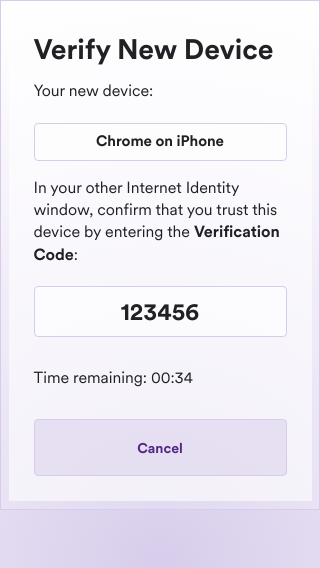 Verify New Device
Your new device:
Chrome on iPhone
In your other Internet Identity
window, confirm that you trust this
device by entering the Verification
Code:
123456
Time remaining: 00:34
Cancel